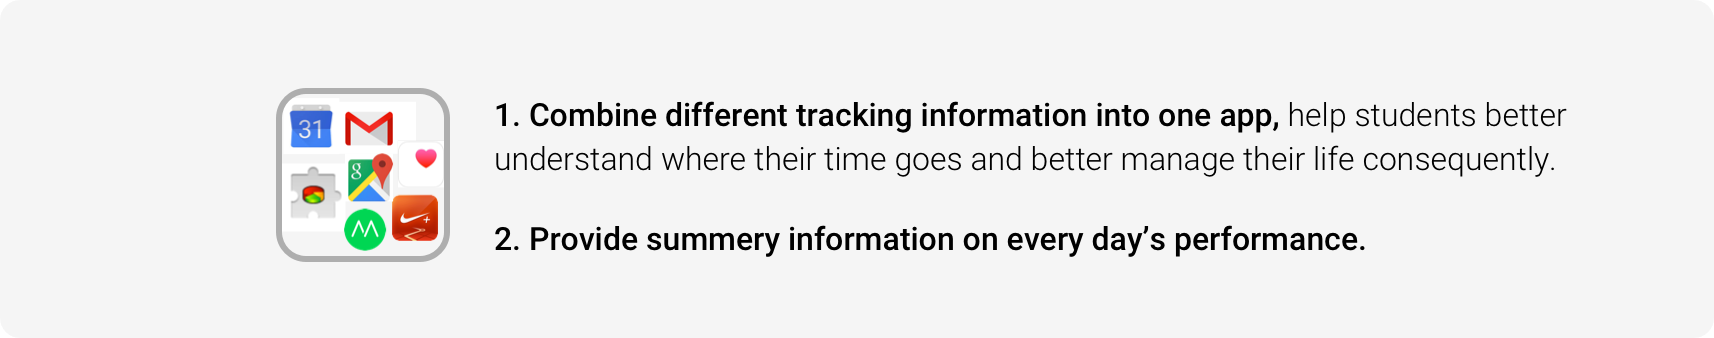 31
g
1. Combine different tracking information into one app, help students better
understand where their time goes and better manage their life consequently.
2. Provide summery information on every day’s performance.